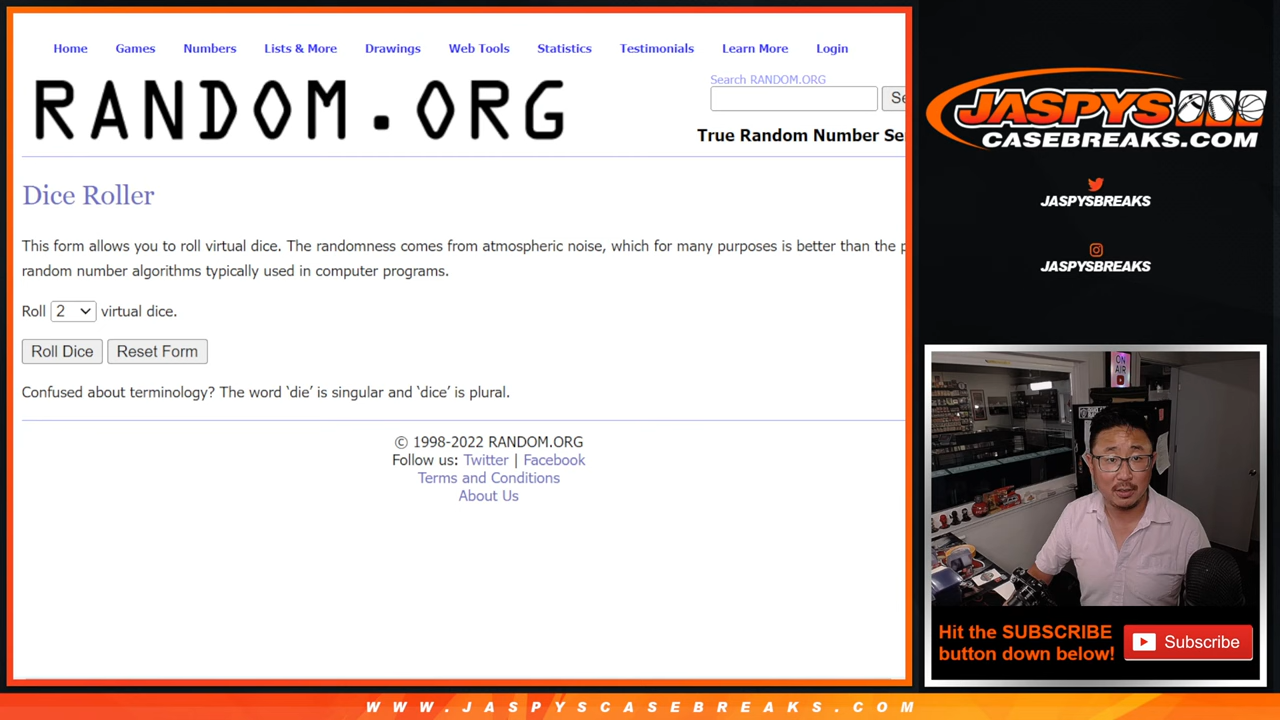 Home Games Numbers Lists & More Drawings Web Tools Statistics Testimonials Learn More Login
RANDOM.ORG
Search RANDOM.ORG
Se
True Random Number Se
Dice Roller
This form allows you to roll virtual dice. The randomness comes from atmospheric noise, which for many purposes is better than the p
random number algorithms typically used in computer programs.
Roll 2 virtual dice.
Roll Dice Reset Form
Confused about terminology? The word ‘die’ is singular and ‘dice’ is plural.
© 1998-2022 RANDOM.ORG
Follow us: Twitter | Facebook
Terms and Conditions
About Us
JASPYS
CASEBREAKS.COM
JASPYSBREAKS
JASPYSBREAKS
ON
AIR
Hit the SUBSCRIBE
button down below!
Subscribe
WWW.JASPYSCASEBREAKS.COM